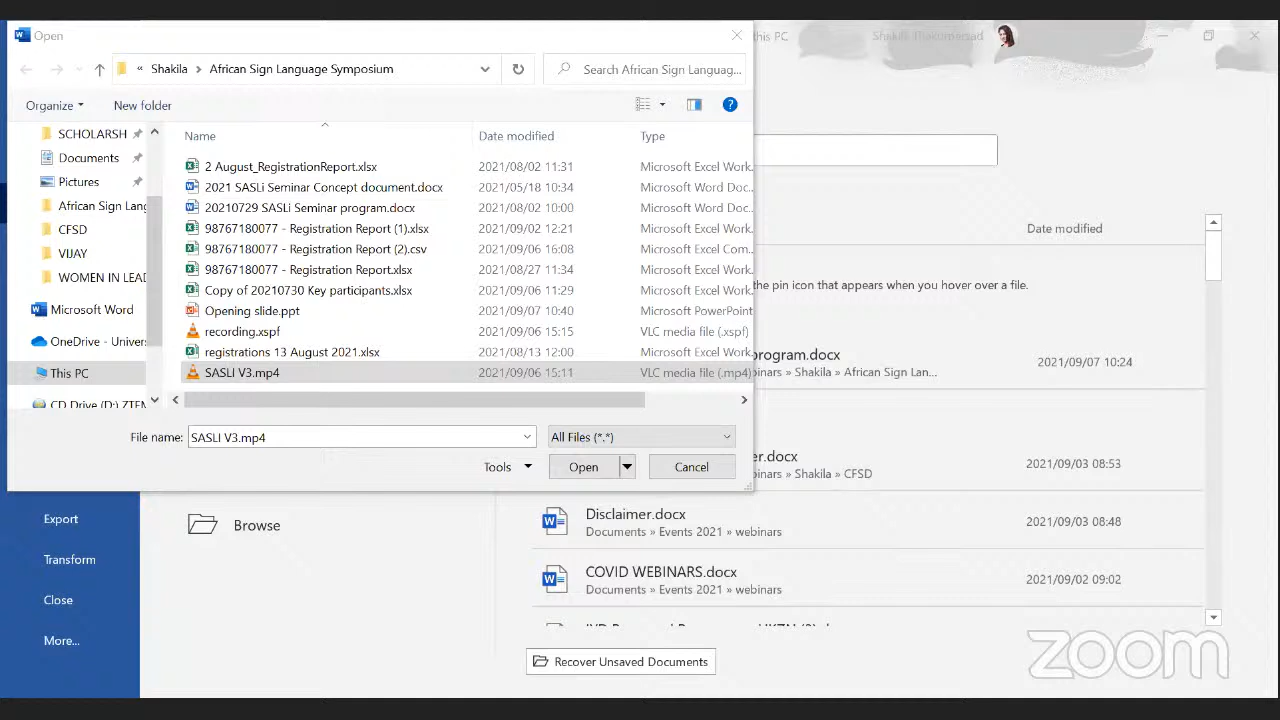 Open
this PC
Shakila Thakurpersad
« Shakila › African Sign Language Symposium
Search African Sign Languag...
Organize
New folder
Name
Date modified
Type
SCHOLARSH
Documents
Pictures
African Sign Lang
CFSD
VIJAY
WOMEN IN LEAD
Microsoft Word
OneDrive - Univers
This PC
CD Drive (D:) ZTEM
2 August_RegistrationReport.xlsx 2021/08/02 11:31 Microsoft Excel Work...
2021 SASLi Seminar Concept document.docx 2021/05/18 10:34 Microsoft Word Doc...
20210729 SASLi Seminar program.docx 2021/08/02 10:00 Microsoft Word Doc...
98767180077 - Registration Report (1).xlsx 2021/09/02 12:21 Microsoft Excel Work...
98767180077 - Registration Report (2).csv 2021/09/06 16:08 Microsoft Excel Com...
98767180077 - Registration Report.xlsx 2021/08/27 11:34 Microsoft Excel Work...
Copy of 20210730 Key participants.xlsx 2021/09/06 11:29 Microsoft Excel Work...
Opening slide.ppt 2021/09/07 10:40 Microsoft PowerPoint
recording.xspf 2021/09/06 15:15 VLC media file (.xspf)
registrations 13 August 2021.xlsx 2021/08/13 12:00 Microsoft Excel Work...
SASLI V3.mp4 2021/09/06 15:11 VLC media file (.mp4)
File name: SASLI V3.mp4
All Files (*.*)
Tools
Open
Cancel
Date modified
the pin icon that appears when you hover over a file.
program.docx
inars » Shakila » African Sign Lan...
2021/09/07 10:24
er.docx
inars » Shakila » CFSD
2021/09/03 08:53
Export
Transform
Close
More...
Browse
Disclaimer.docx
Documents » Events 2021 » webinars
2021/09/03 08:48
COVID WEBINARS.docx
Documents » Events 2021 » webinars
2021/09/02 09:02
Recover Unsaved Documents
zoom